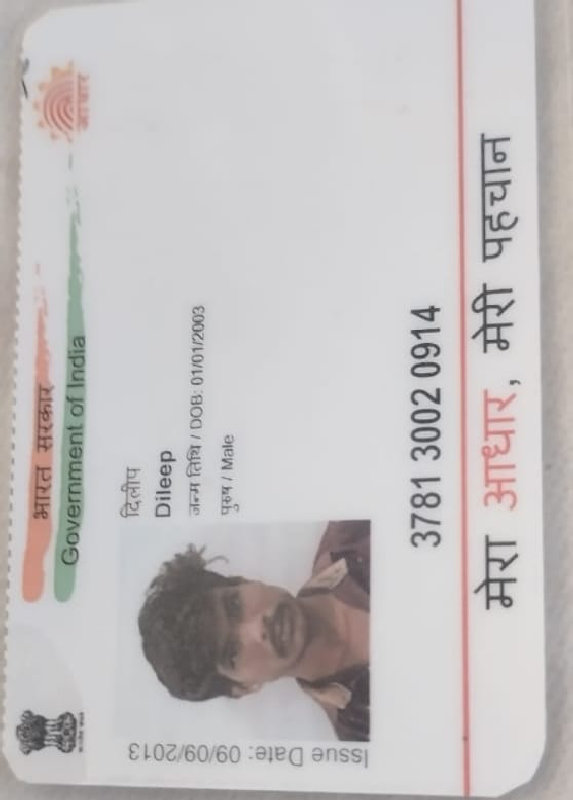 भारत सरकार
Government of India
आधार
दिलीप
Dileep
जन्म तिथि / DOB: 01/01/2003
पुरुष / Male
Issue Date: 09/09/2013
3781 3002 0914
मेरा आधार, मेरी पहचान